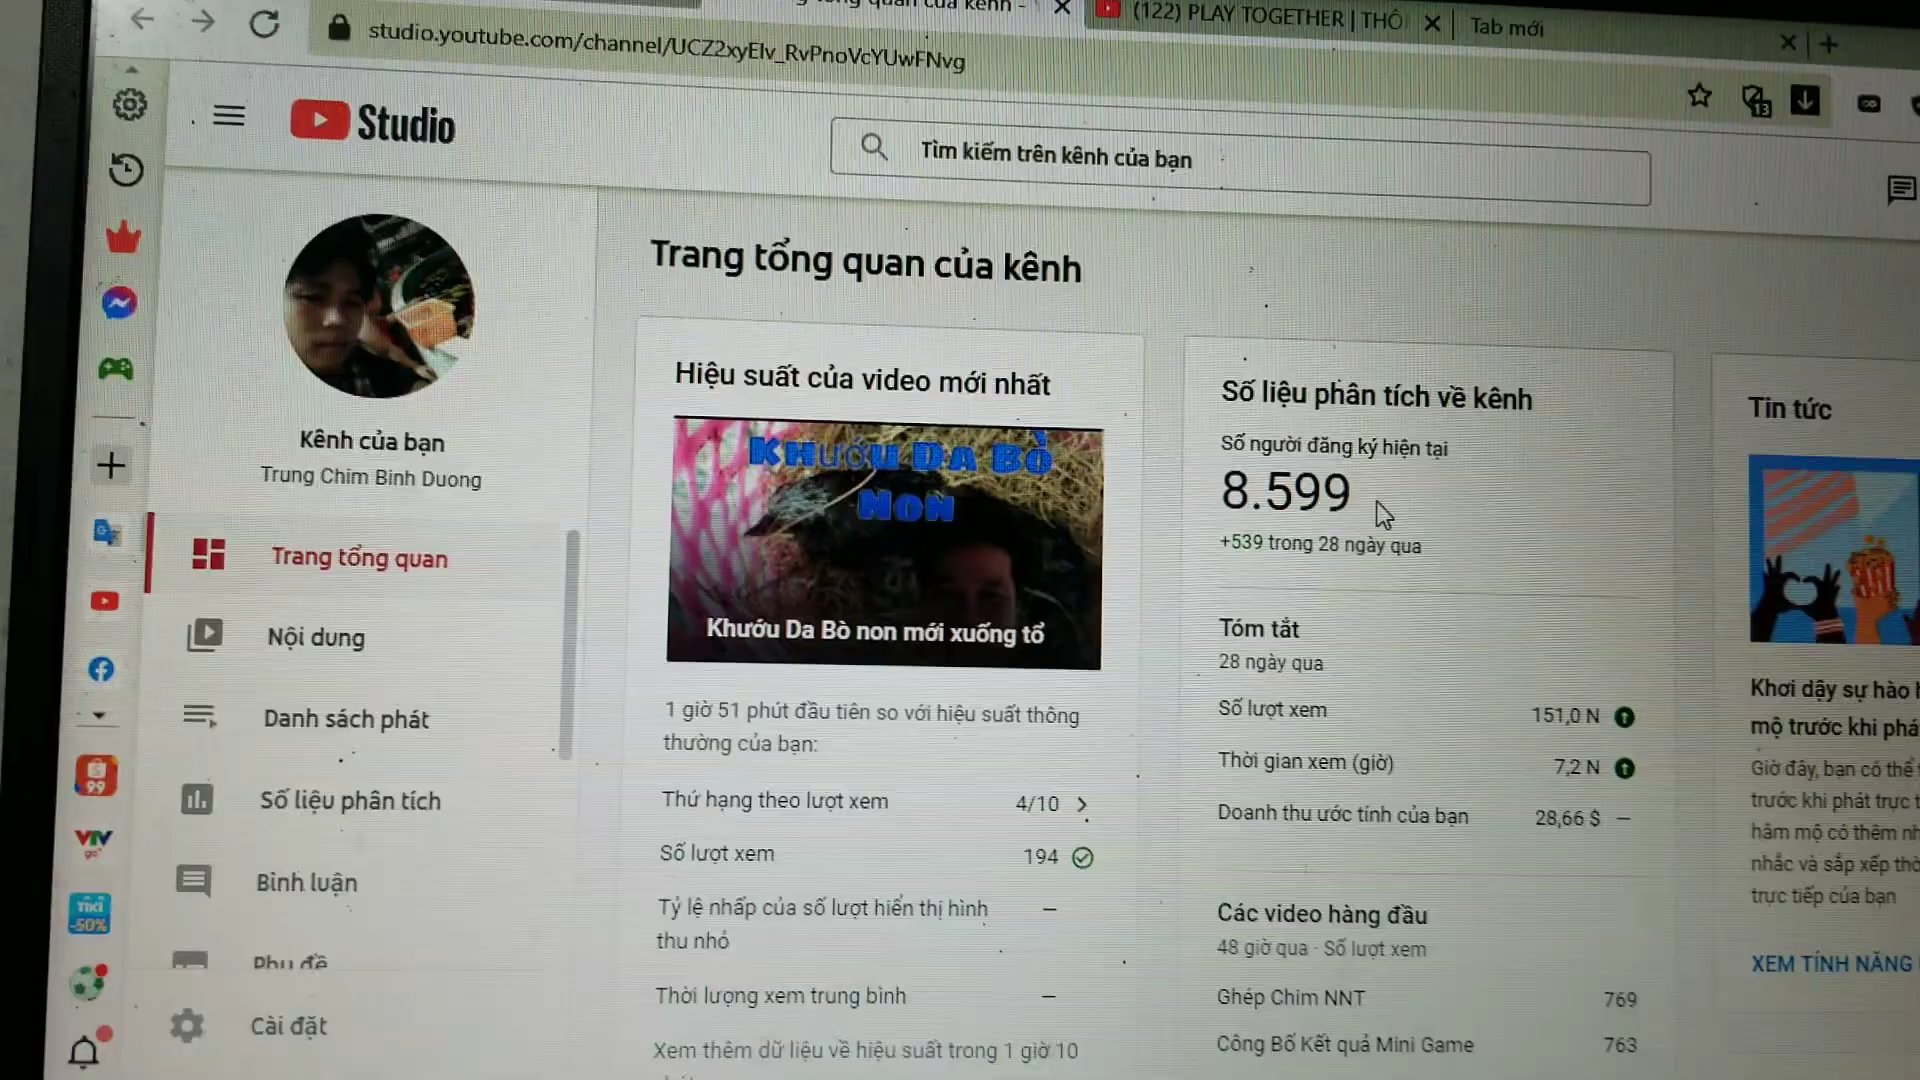 (122) PLAY TOGETHER | THÔ
Tab mới
studio.youtube.com/channel/UCZ2xyElv_RvPnoVcYUwFNvg
13
Studio
Tìm kiếm trên kênh của bạn
Kênh của bạn
Trung Chim Binh Duong
Trang tổng quan
Nội dung
Danh sách phát
Số liệu phân tích
Bình luận
Phụ đề
Cài đặt
99
VTV
go
TIKI
-50%
Trang tổng quan của kênh
Hiệu suất của video mới nhất
Khướu Da Bò
Non
Khướu Da Bò non mới xuống tổ
1 giờ 51 phút đầu tiên so với hiệu suất thông
thường của bạn:
Thứ hạng theo lượt xem 4/10
Số lượt xem 194
Tỷ lệ nhấp của số lượt hiển thị hình –
thu nhỏ
Thời lượng xem trung bình –
Xem thêm dữ liệu về hiệu suất trong 1 giờ 10
Số liệu phân tích về kênh
Số người đăng ký hiện tại
8.599
+539 trong 28 ngày qua
Tóm tắt
28 ngày qua
Số lượt xem 151,0 N
Thời gian xem (giờ) 7,2 N
Doanh thu ước tính của bạn 28,66 $ –
Các video hàng đầu
48 giờ qua · Số lượt xem
Ghép Chim NNT 769
Công Bố Kết quả Mini Game 763
Tin tức
Khơi dậy sự hào
mộ trước khi phá
Giờ đây, bạn có thể
trước khi phát trực t
hâm mộ có thêm nh
nhắc và sắp xếp thờ
trực tiếp của bạn
XEM TÍNH NĂNG